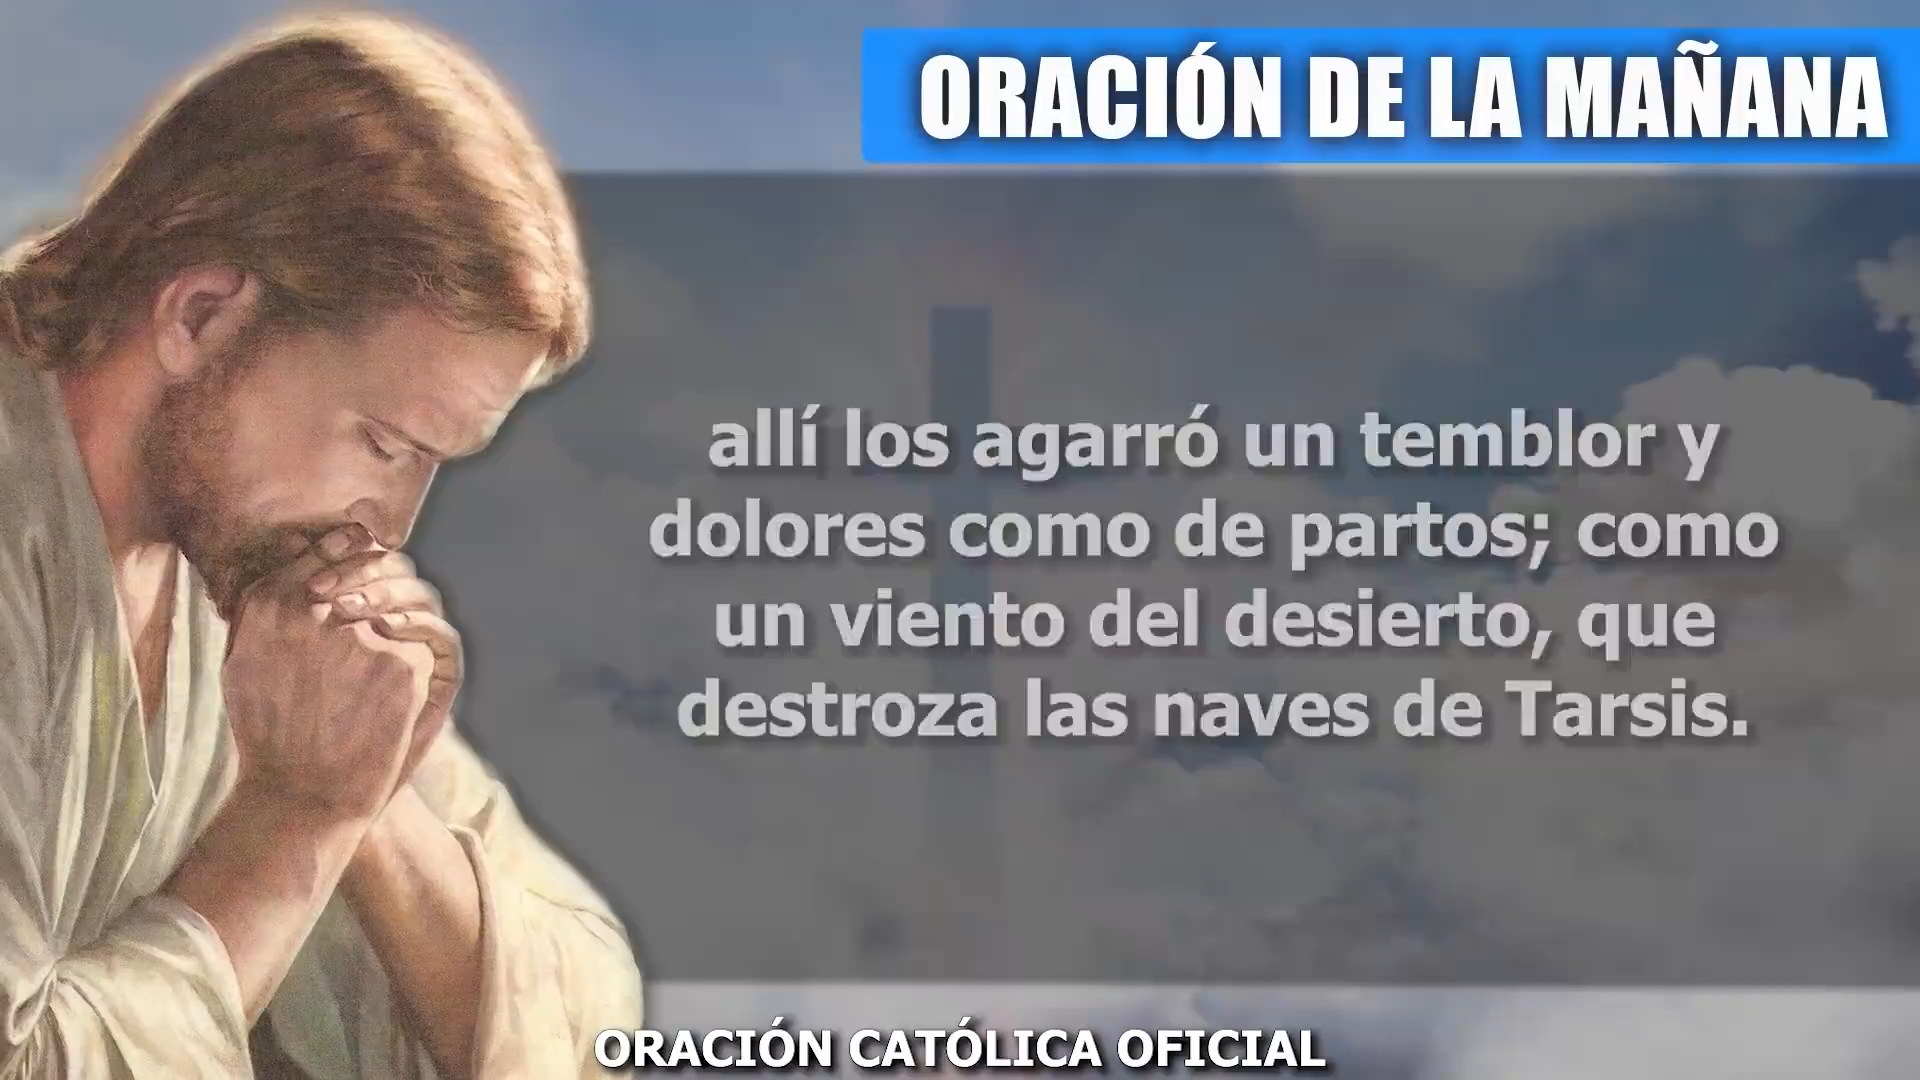 ORACIÓN DE LA MAÑANA
allí los agarró un temblor y
dolores como de partos; como
un viento del desierto, que
destroza las naves de Tarsis.
ORACIÓN CATÓLICA OFICIAL